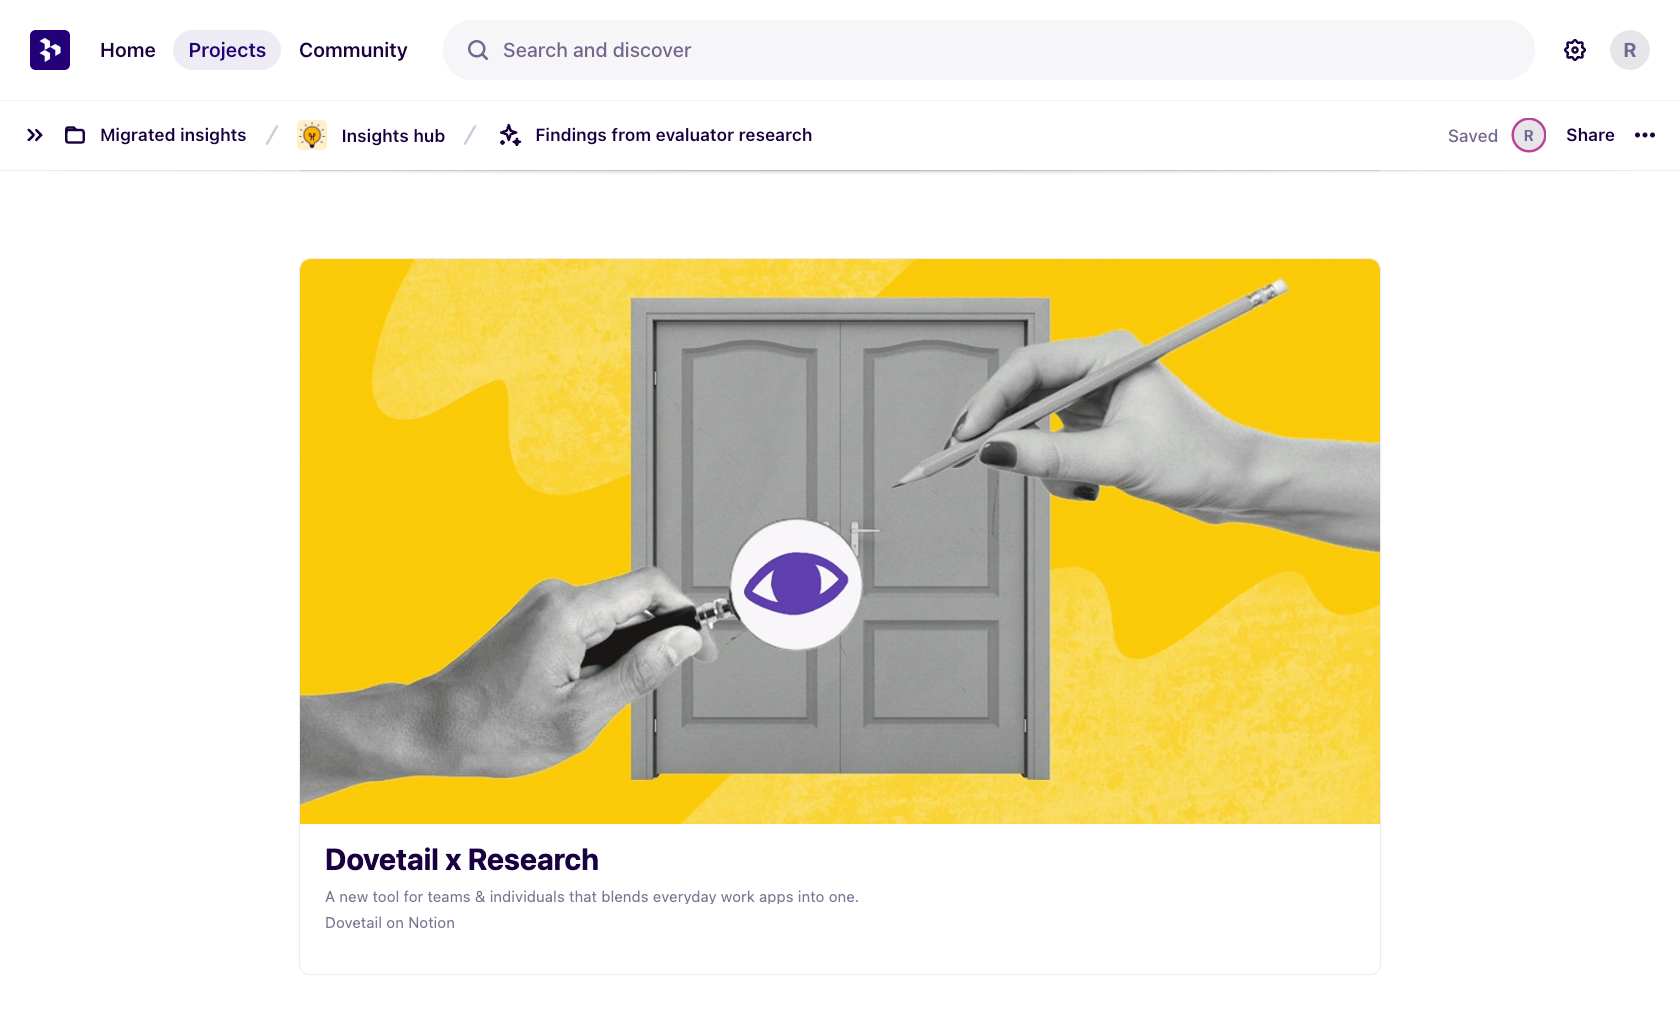 Home
Projects
Community
Search and discover
R
Migrated insights
Insights hub
Findings from evaluator research
Saved
R
Share
Dovetail x Research
A new tool for teams & individuals that blends everyday work apps into one.
Dovetail on Notion